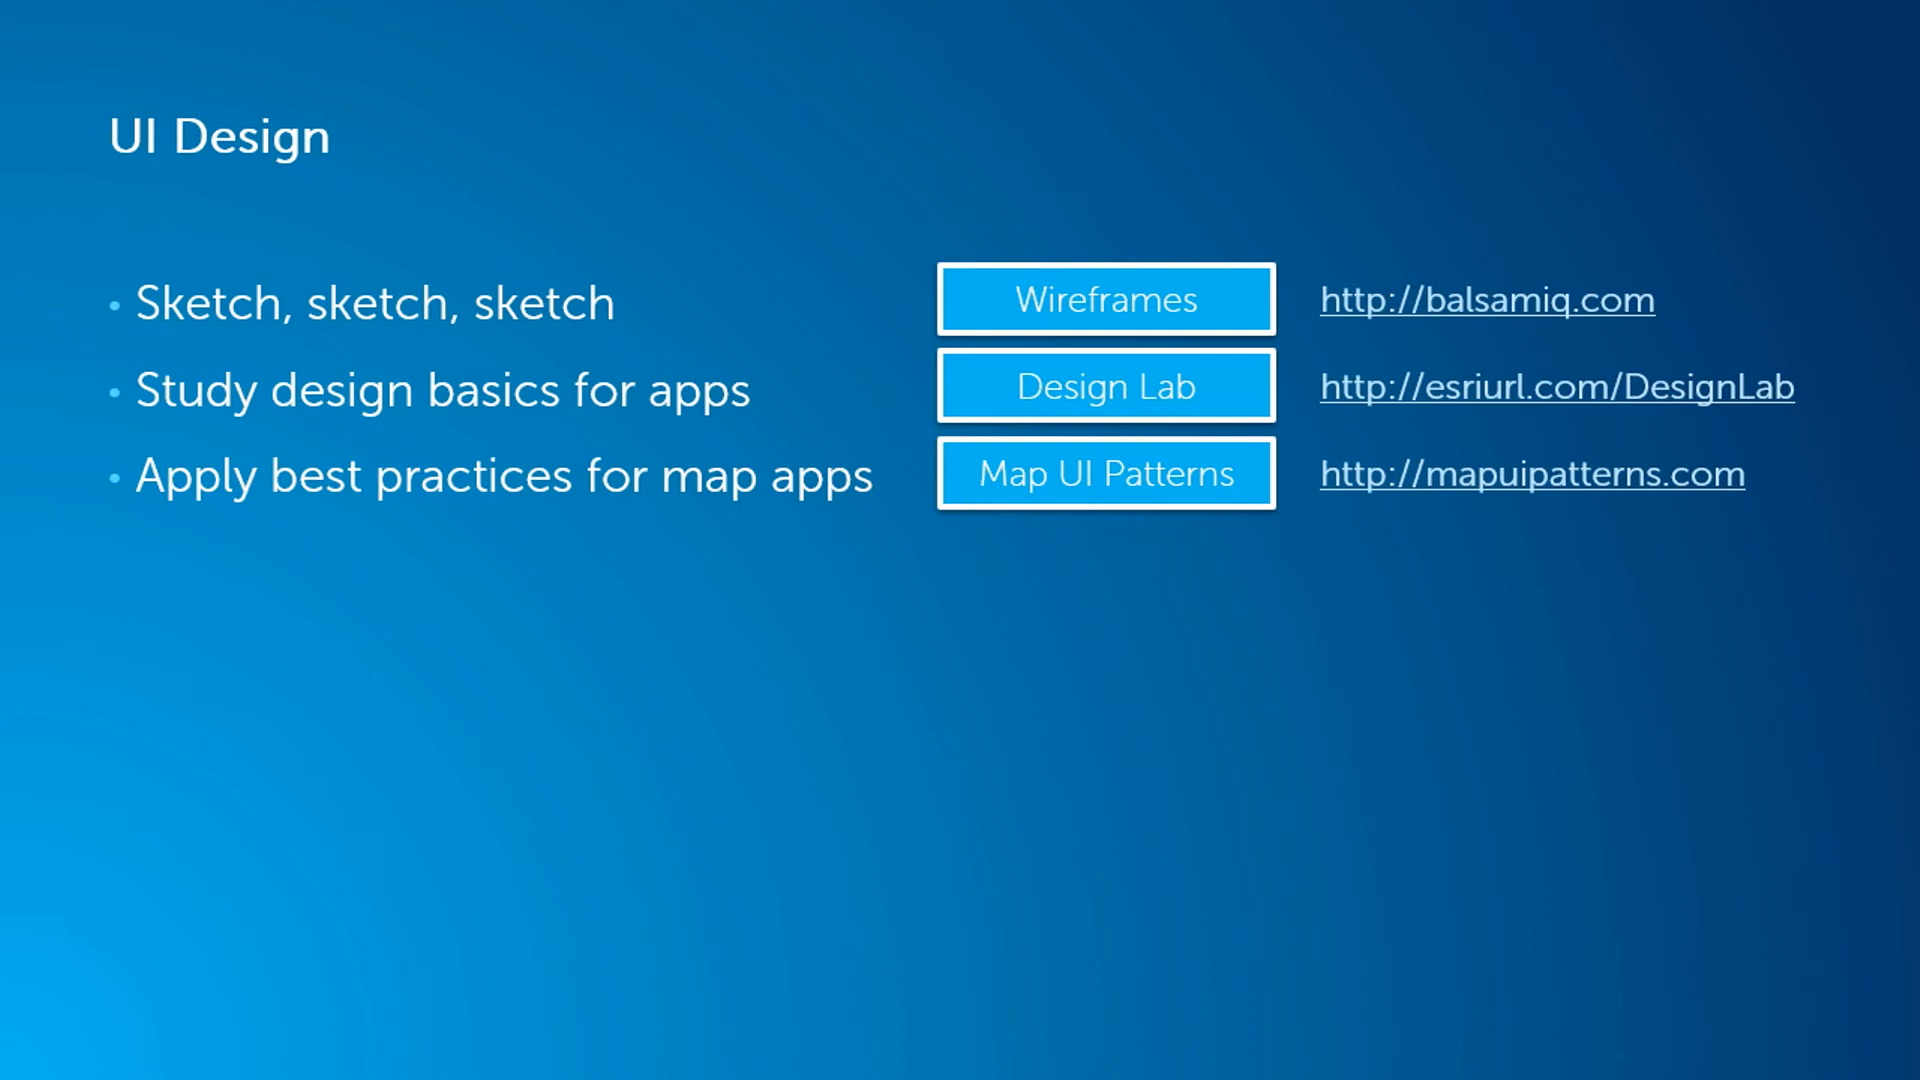 UI Design
• Sketch, sketch, sketch
Wireframes
http://balsamiq.com
• Study design basics for apps
Design Lab
http://esriurl.com/DesignLab
• Apply best practices for map apps
Map UI Patterns
http://mapuipatterns.com